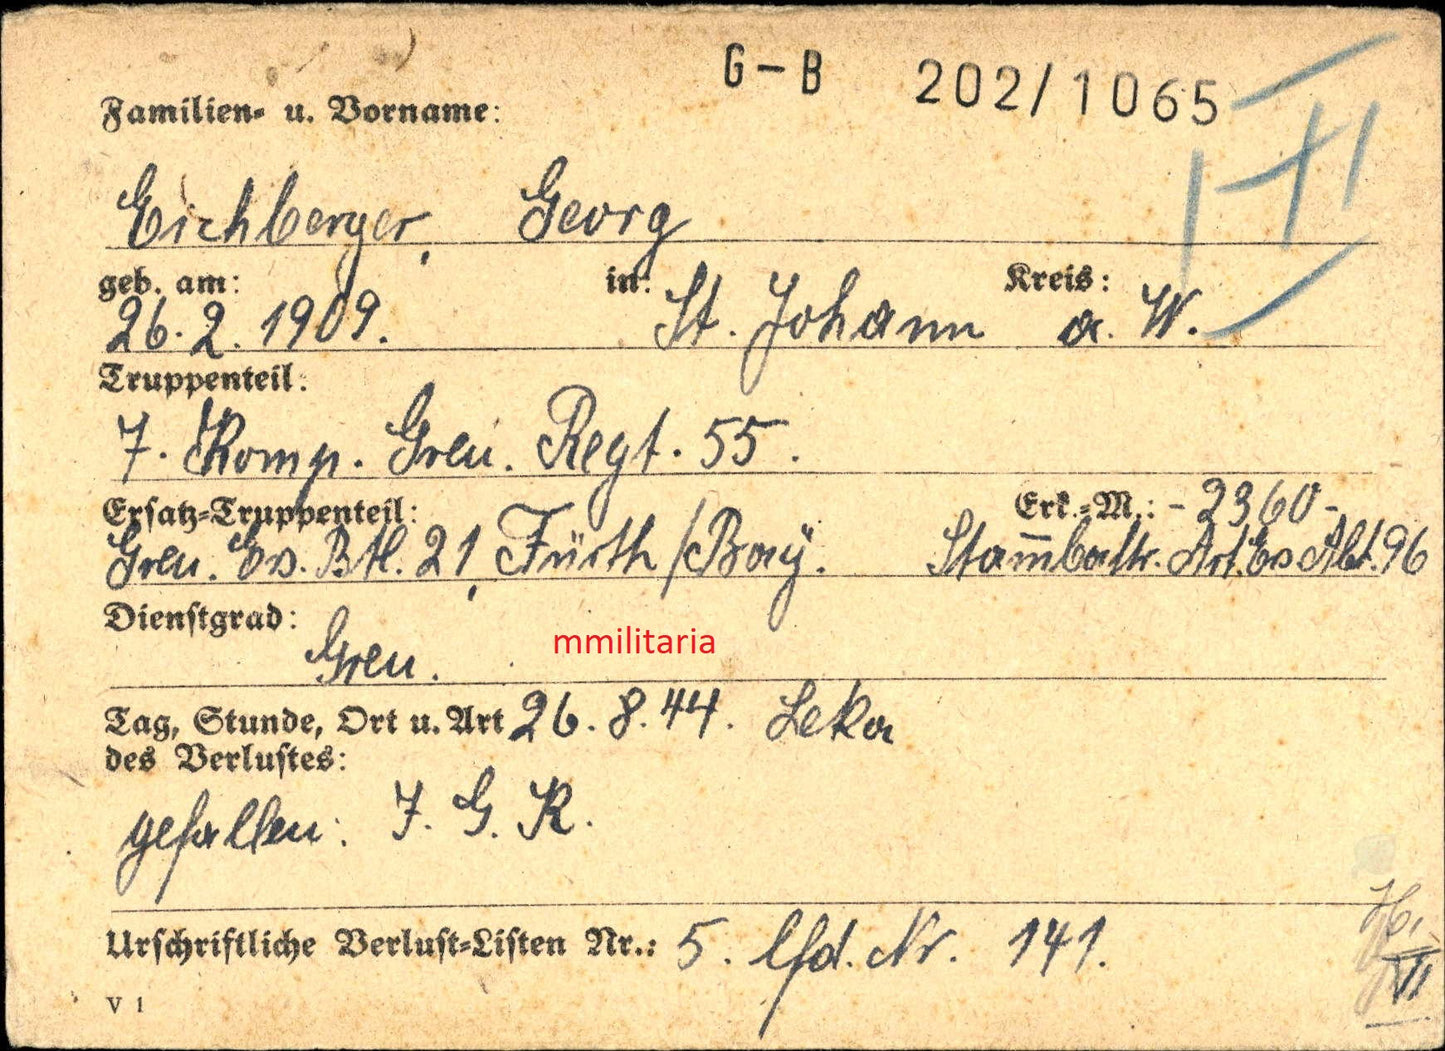 G-B 202/1065
Familien- u. Vorname:
Eichberger, Georg
geb. am: in: Kreis:
26.2.1909. St. Johann a. W.
Truppenteil:
7. Komp. Gren. Regt. 55.
Ersatz-Truppenteil: Erk.-M.: -2360-
Gren. Ers. Btl. 21, Fürth/Bay. Stammbattr. Art. Ers Abt. 96
Dienstgrad:
Gren.
mmilitaria
Tag, Stunde, Ort u. Art 26.8.44. Leka
des Verlustes:
gefallen: I. G. K.
Urschriftliche Verlust-Listen Nr.: 5. lfd. Nr. 141.
V 1
VI